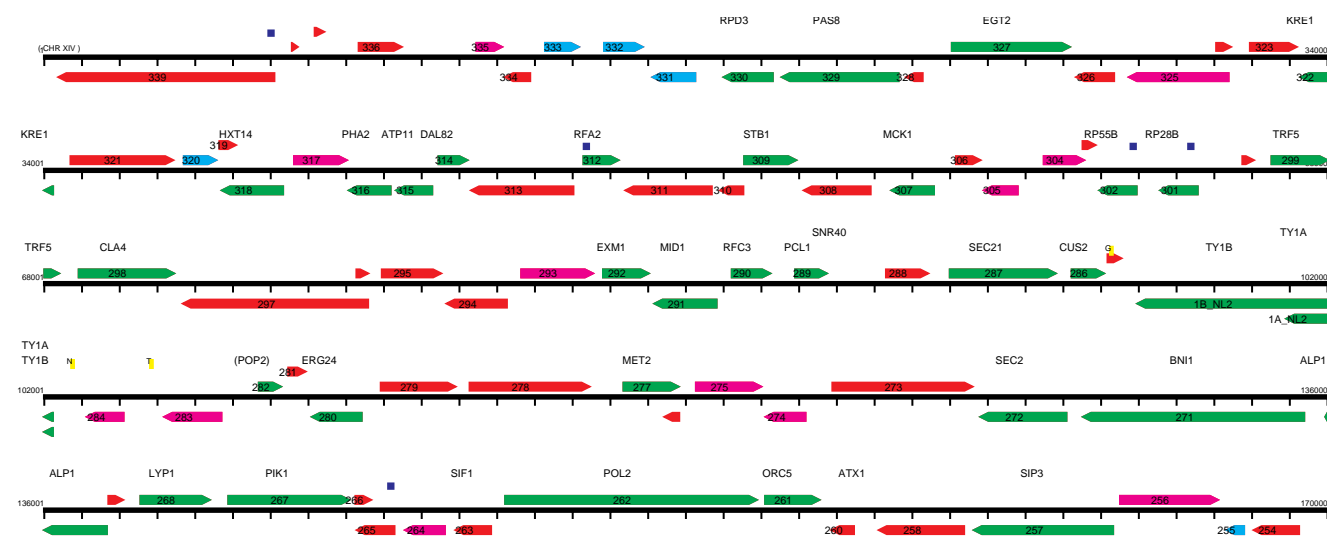 RPD3 PAS8 EGT2 KRE1
(CHR XIV ) 336 335 333 332 327 323 34000
339 334 331 330 329 328 326 325 322
KRE1 HXT14 PHA2 ATP11 DAL82 RFA2 STB1 MCK1 RP55B RP28B TRF5
319
34001 321 320 317 314 312 309 306 304 299
318 316 315 313 311 310 308 307 305 302 301
SNR40 TY1A
TRF5 CLA4 EXM1 MID1 RFC3 PCL1 SEC21 CUS2 G TY1B
68001 298 295 293 292 290 289 288 287 286 102000
297 294 291 1B_NL2
1A_NL2
TY1A
TY1B N T (POP2) ERG24 MET2 SEC2 BNI1 ALP1
281
102001 282 279 278 277 275 273 136000
284 283 280 274 272 271
ALP1 LYP1 PIK1 SIF1 POL2 ORC5 ATX1 SIP3
136001 268 267 266 262 261 256 170000
265 264 263 260 258 257 255 254